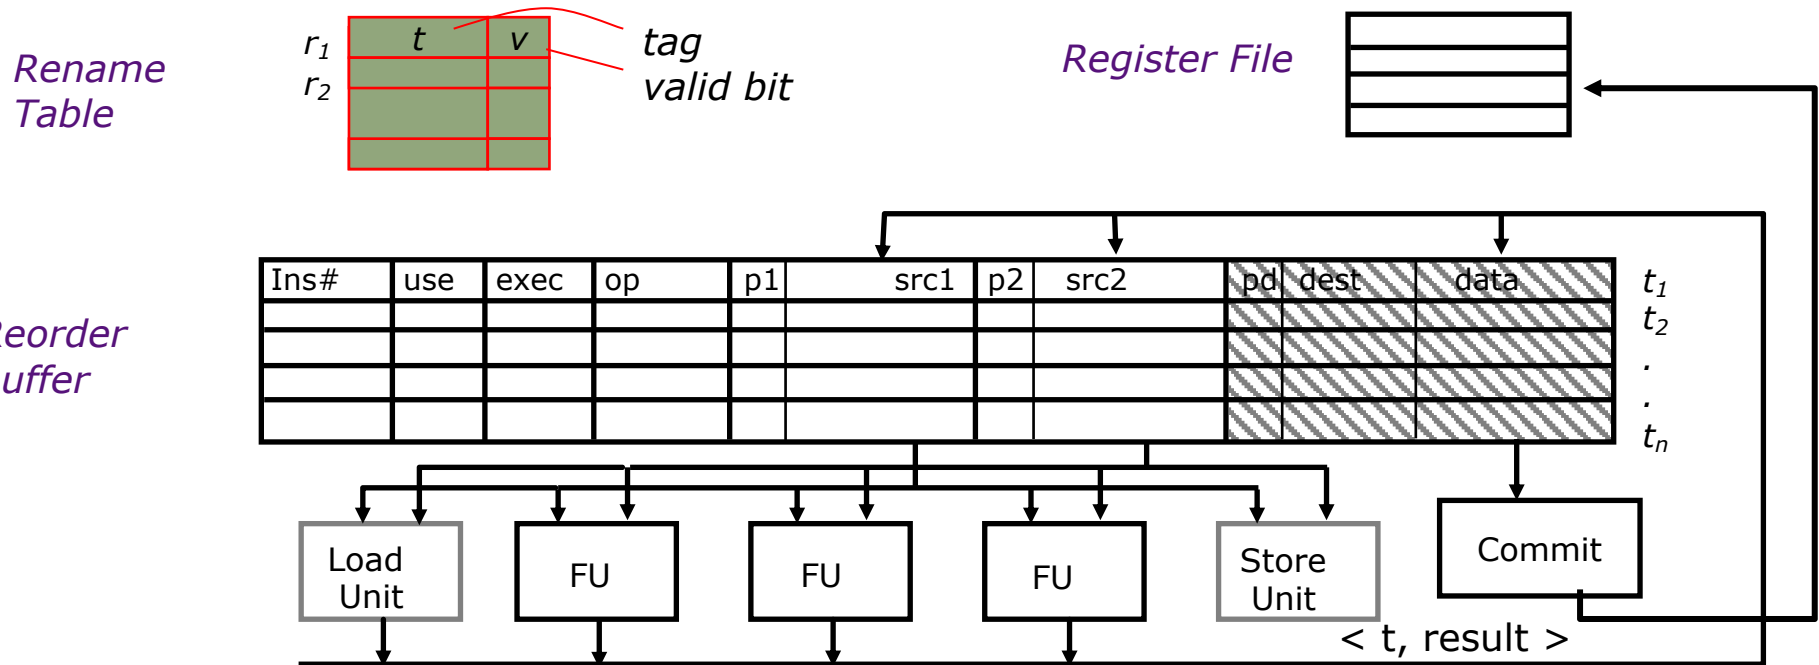 Rename
Table
r1
r2
t
v
tag
valid bit
Register File
eorder
uffer
Ins# use exec op p1 src1 p2 src2 pd dest data
t1
t2
.
.
tn
Load
Unit
FU
FU
FU
Store
Unit
Commit
< t, result >